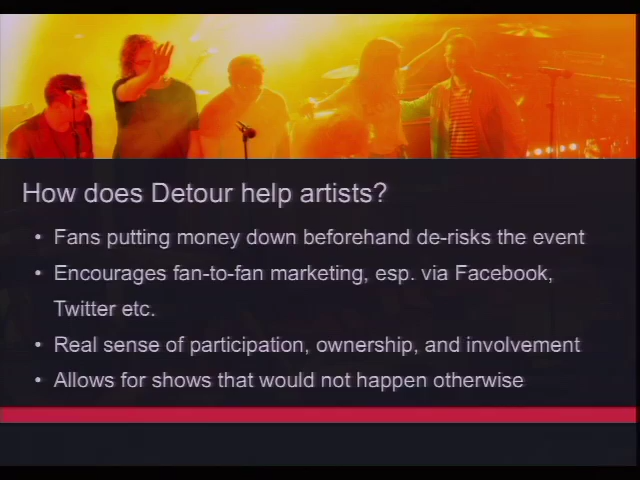 How does Detour help artists?
• Fans putting money down beforehand de-risks the event
• Encourages fan-to-fan marketing, esp. via Facebook,
Twitter etc.
• Real sense of participation, ownership, and involvement
• Allows for shows that would not happen otherwise